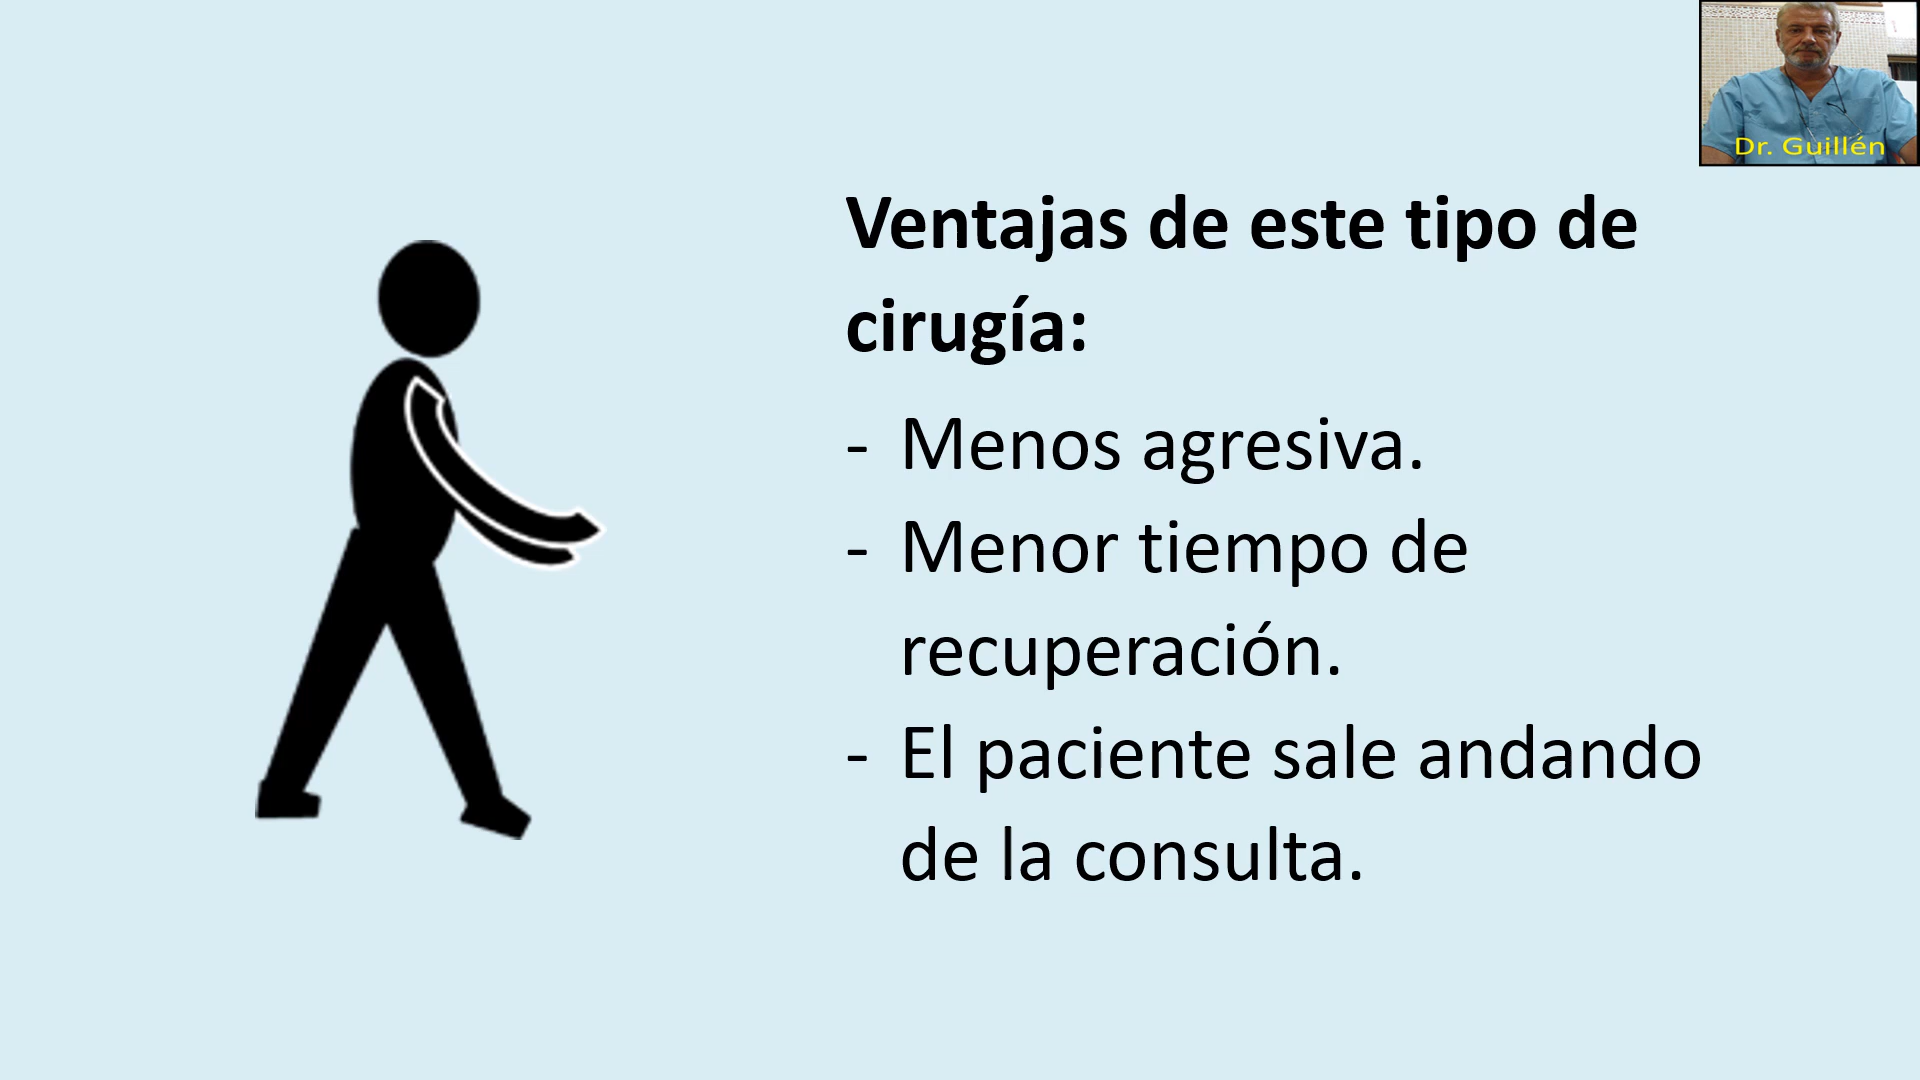 Dr. Guillén
Ventajas de este tipo de
cirugía:
- Menos agresiva.
- Menor tiempo de
recuperación.
- El paciente sale andando
de la consulta.